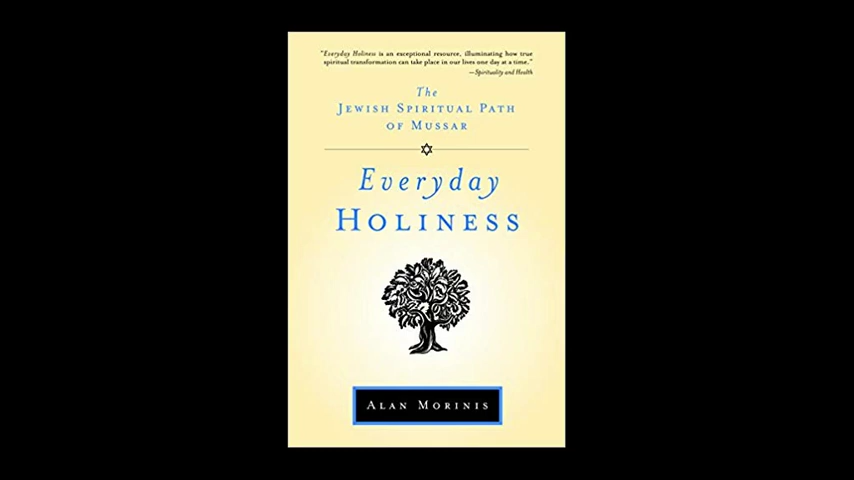 "Everyday Holiness is an exceptional resource, illuminating how true
spiritual transformation can take place in our lives one day at a time."
—Spirituality and Health
The
Jewish Spiritual Path
of Mussar
Everyday
Holiness
Alan Morinis